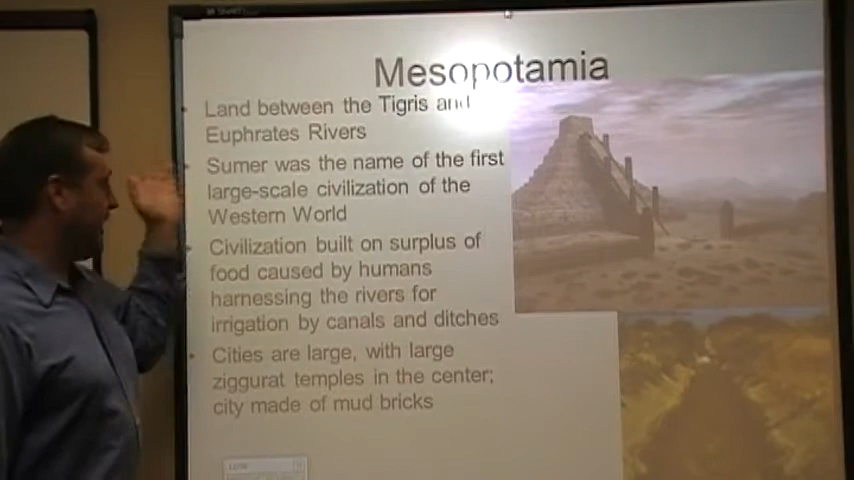 Mesopotamia
Land between the Tigris and
Euphrates Rivers
Sumer was the name of the first
large-scale civilization of the
Western World
Civilization built on surplus of
food caused by humans
harnessing the rivers for
irrigation by canals and ditches
Cities are large, with large
ziggurat temples in the center;
city made of mud bricks